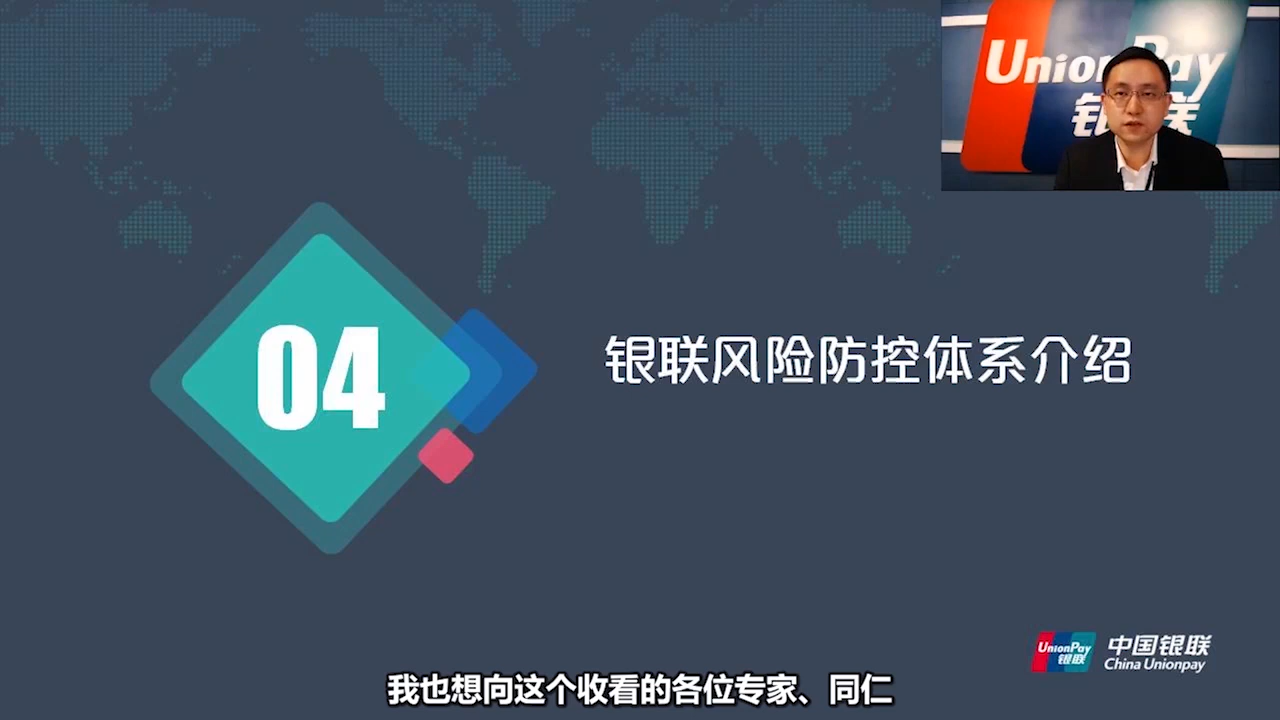 UnionPay
银联
04
银联风险防控体系介绍
UnionPay
银联
中国银联
China Unionpay
我也想向这个收看的各位专家、同仁